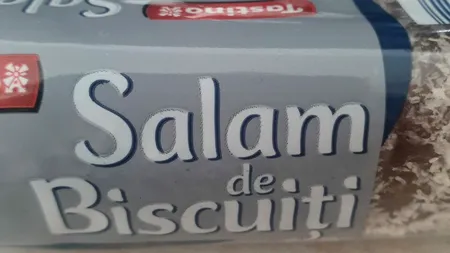 Tastino
Salam
de
Biscuiți